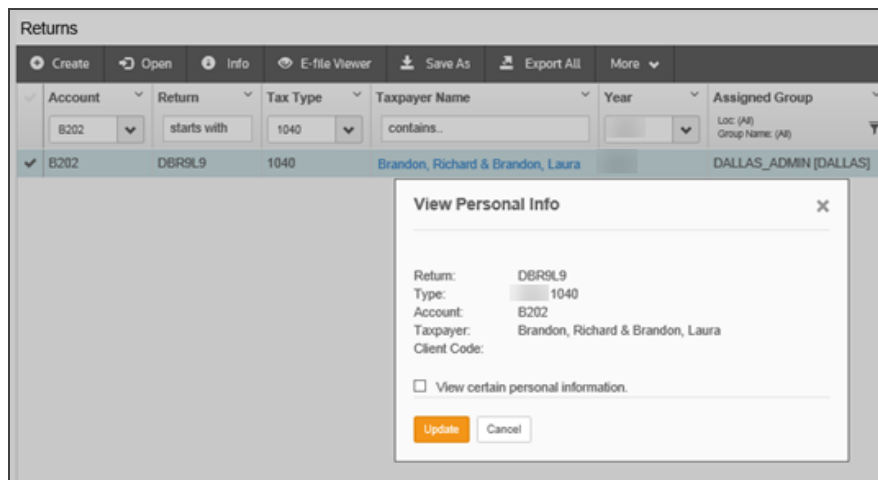 Returns
Create Open Info E-file Viewer Save As Export All More
Account Return Tax Type Taxpayer Name Year Assigned Group
B202 starts with 1040 contains.. Loc: (All)
Group Name: (All)
B202 DBR9L9 1040 Brandon, Richard & Brandon, Laura DALLAS_ADMIN [DALLAS]
View Personal Info
Return: DBR9L9
Type: 1040
Account: B202
Taxpayer: Brandon, Richard & Brandon, Laura
Client Code:
View certain personal information.
Update Cancel